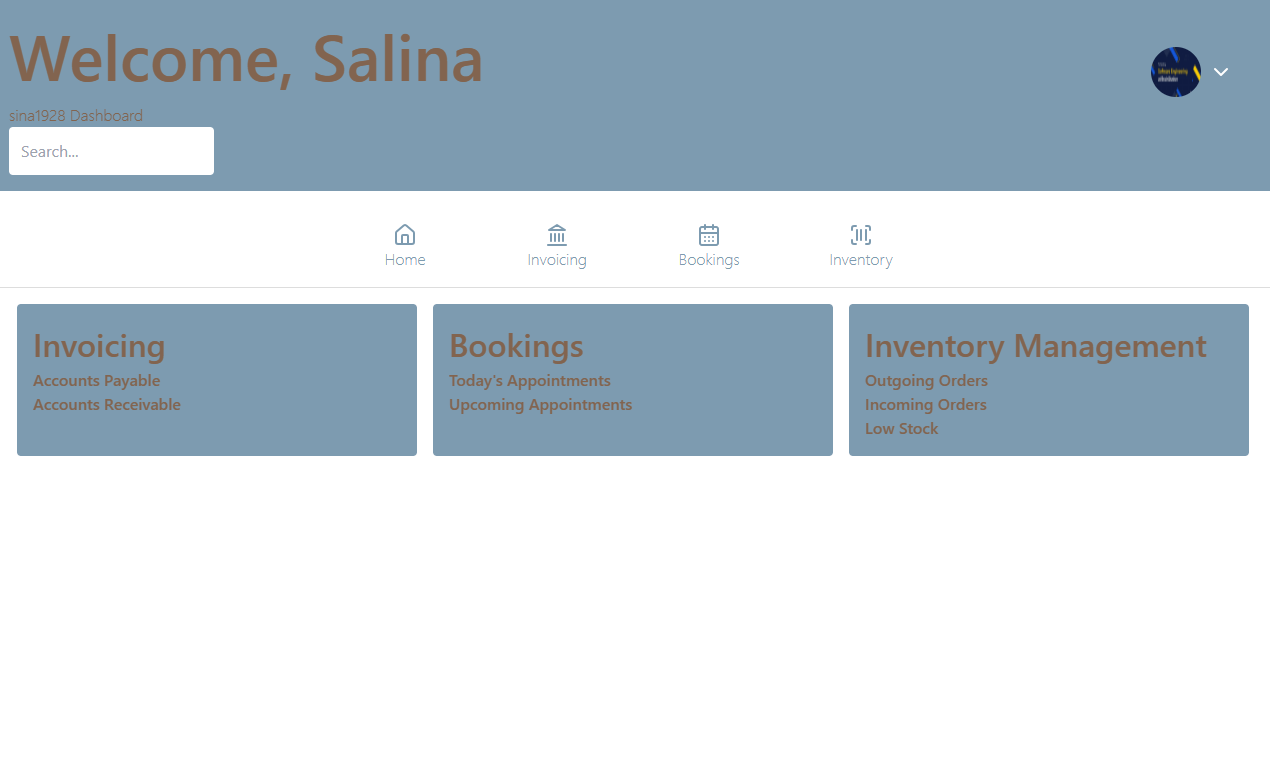 Welcome, Salina
sina1928 Dashboard
Search...
Home
Invoicing
Bookings
Inventory
Invoicing
Accounts Payable
Accounts Receivable
Bookings
Today's Appointments
Upcoming Appointments
Inventory Management
Outgoing Orders
Incoming Orders
Low Stock